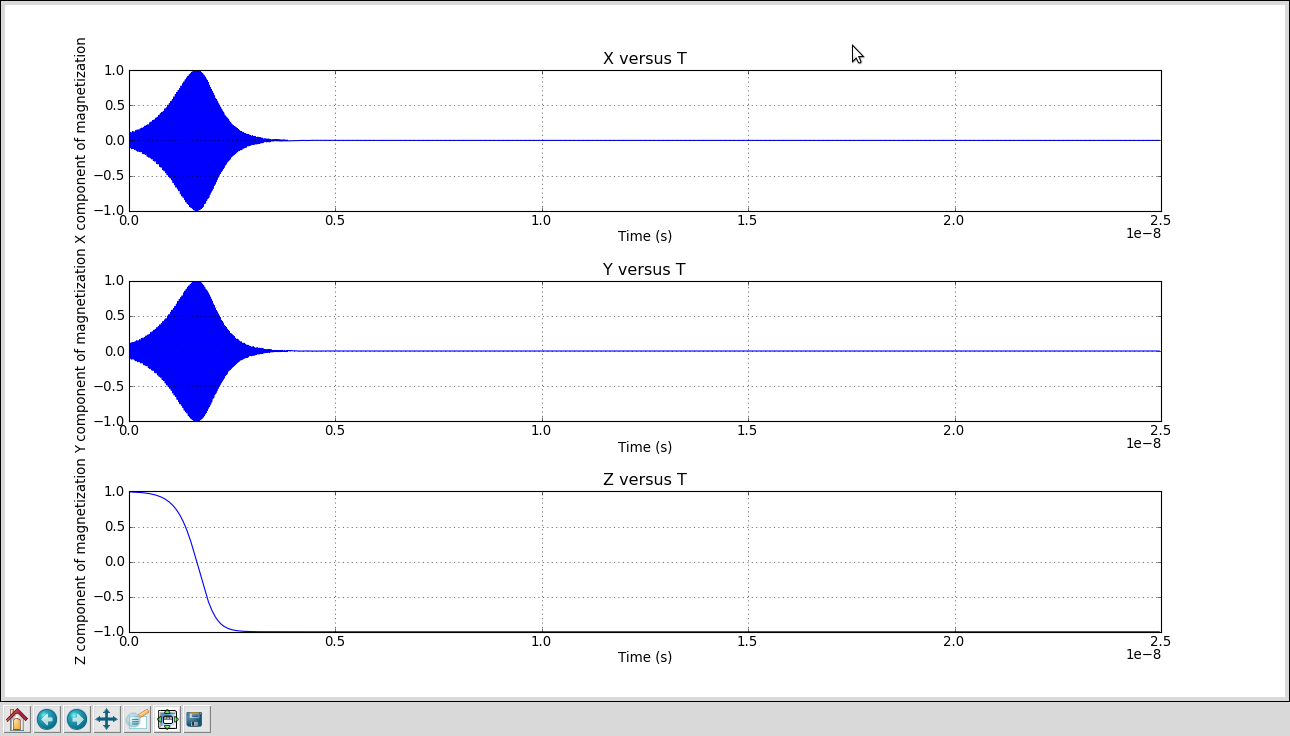 X versus T
X component of magnetization
1.0
0.5
0.0
−0.5
−1.0
0.0 0.5 1.0 1.5 2.0 2.5
1e−8
Time (s)
Y versus T
Y component of magnetization
1.0
0.5
0.0
−0.5
−1.0
0.0 0.5 1.0 1.5 2.0 2.5
1e−8
Time (s)
Z versus T
Z component of magnetization
1.0
0.5
0.0
−0.5
−1.0
0.0 0.5 1.0 1.5 2.0 2.5
1e−8
Time (s)